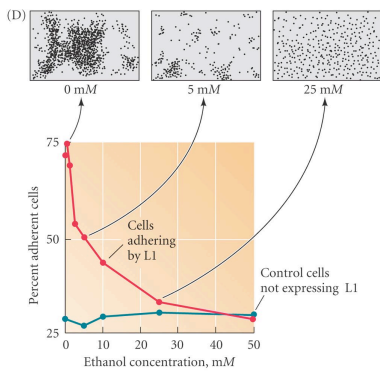 (D)
0 mM
5 mM
25 mM
75
50
25
Percent adherent cells
Cells
adhering
by L1
Control cells
not expressing L1
0
10
20
30
40
50
Ethanol concentration, mM